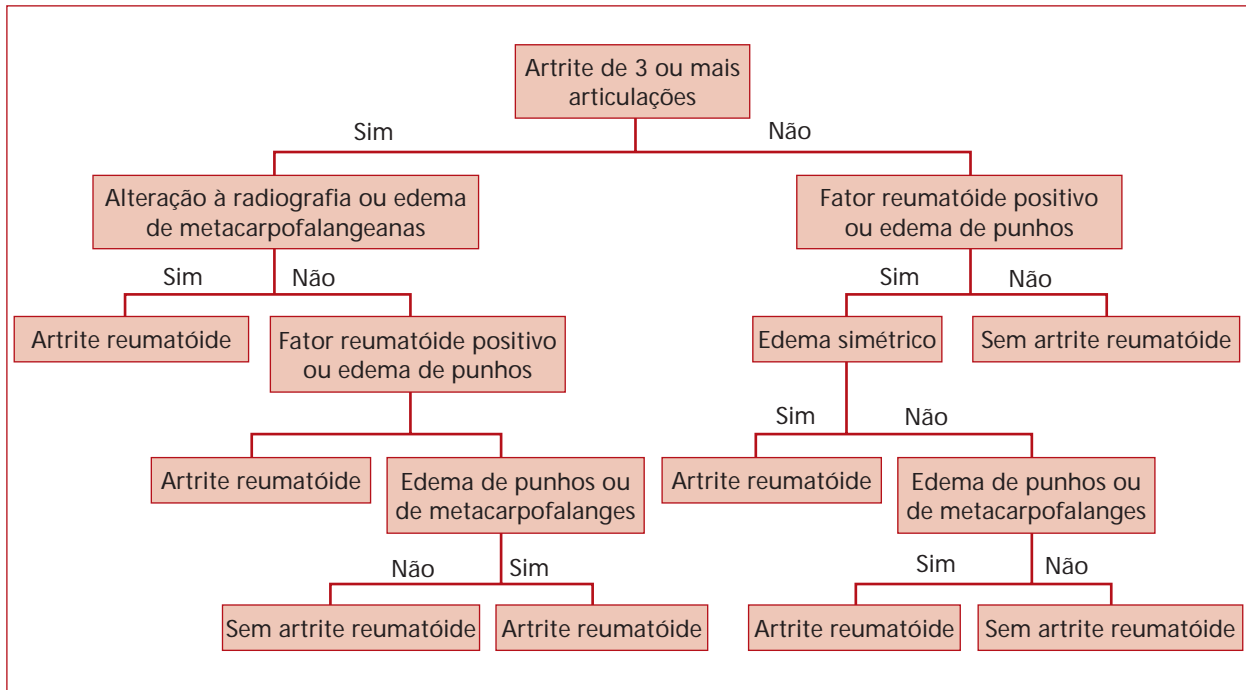 Artrite de 3 ou mais
articulações
Sim
Não
Alteração à radiografia ou edema
de metacarpofalangeanas
Fator reumatóide positivo
ou edema de punhos
Sim
Não
Sim
Não
Artrite reumatóide
Fator reumatóide positivo
ou edema de punhos
Edema simétrico
Sem artrite reumatóide
Sim
Não
Artrite reumatóide
Edema de punhos ou
de metacarpofalanges
Artrite reumatóide
Edema de punhos ou
de metacarpofalanges
Não
Sim
Sim
Não
Sem artrite reumatóide
Artrite reumatóide
Artrite reumatóide
Sem artrite reumatóide